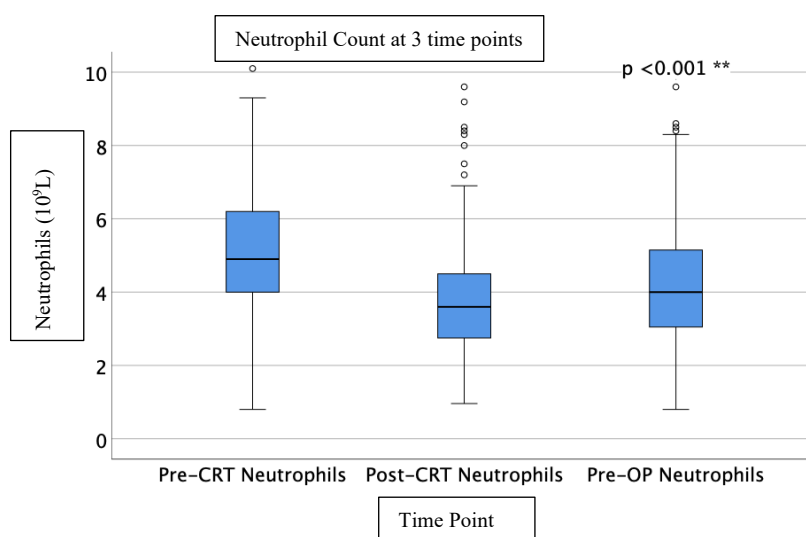 Neutrophil Count at 3 time points
p <0.001 **
Neutrophils (10⁹L)
10
8
6
4
2
0
Pre-CRT Neutrophils Post-CRT Neutrophils Pre-OP Neutrophils
Time Point